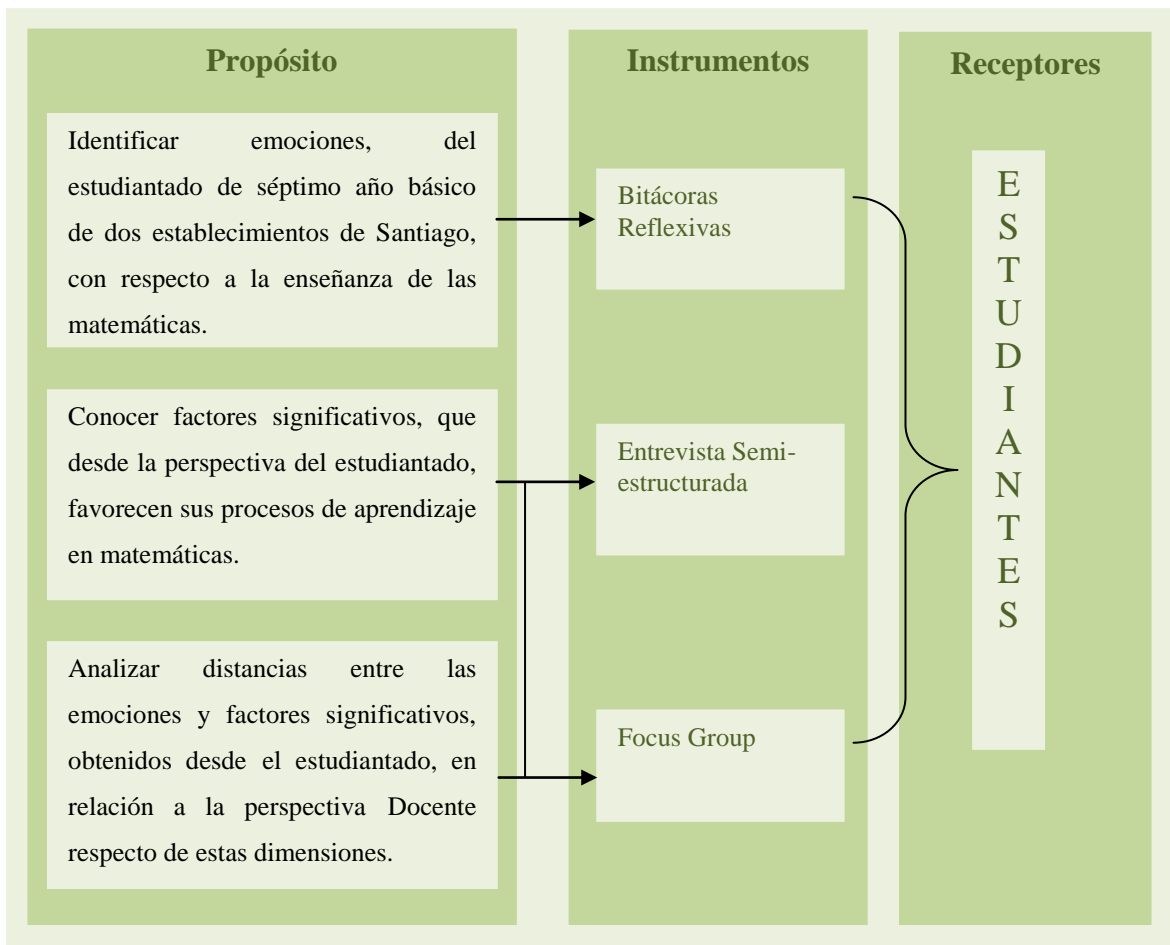 Propósito
Identificar emociones, del
estudiantado de séptimo año básico
de dos establecimientos de Santiago,
con respecto a la enseñanza de las
matemáticas.
Conocer factores significativos, que
desde la perspectiva del estudiantado,
favorecen sus procesos de aprendizaje
en matemáticas.
Analizar distancias entre las
emociones y factores significativos,
obtenidos desde el estudiantado, en
relación a la perspectiva Docente
respecto de estas dimensiones.
Instrumentos
Bitácoras
Reflexivas
Entrevista Semi-
estructurada
Focus Group
Receptores
E
S
T
U
D
I
A
N
T
E
S